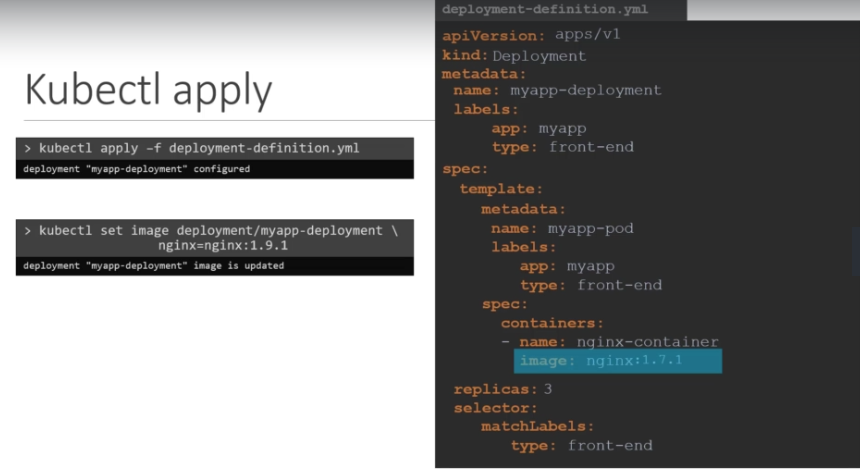 Kubectl apply
> kubectl apply –f deployment-definition.yml
deployment "myapp-deployment" configured
> kubectl set image deployment/myapp-deployment \
nginx=nginx:1.9.1
deployment "myapp-deployment" image is updated
deployment-definition.yml
apiVersion: apps/v1
kind: Deployment
metadata:
name: myapp-deployment
labels:
app: myapp
type: front-end
spec:
template:
metadata:
name: myapp-pod
labels:
app: myapp
type: front-end
spec:
containers:
- name: nginx-container
image: nginx:1.7.1
replicas: 3
selector:
matchLabels:
type: front-end